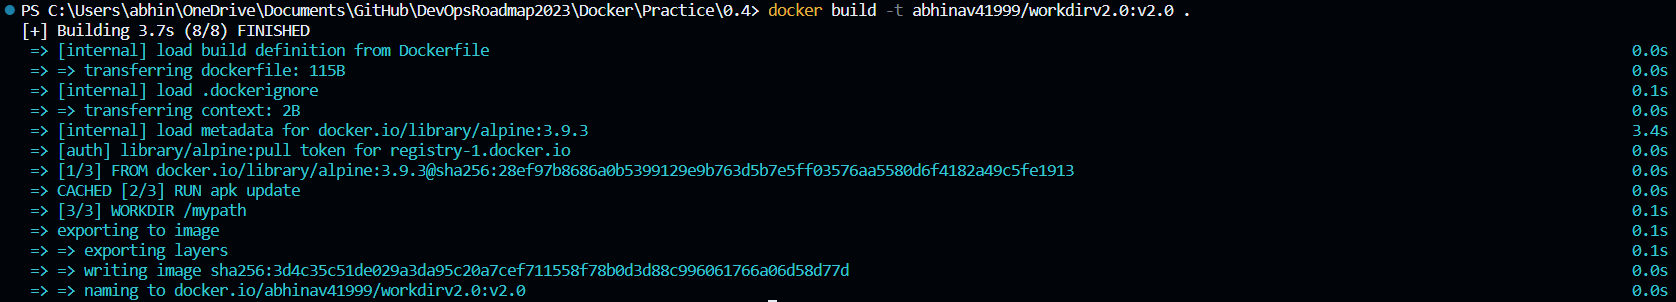 PS C:\Users\abhin\OneDrive\Documents\GitHub\DevOpsRoadmap2023\Docker\Practice\0.4> docker build -t abhinav41999/workdirv2.0:v2.0 .
[+] Building 3.7s (8/8) FINISHED
=> [internal] load build definition from Dockerfile 0.0s
=> => transferring dockerfile: 115B 0.0s
=> [internal] load .dockerignore 0.1s
=> => transferring context: 2B 0.0s
=> [internal] load metadata for docker.io/library/alpine:3.9.3 3.4s
=> [auth] library/alpine:pull token for registry-1.docker.io 0.0s
=> [1/3] FROM docker.io/library/alpine:3.9.3@sha256:28ef97b8686a0b5399129e9b763d5b7e5ff03576aa5580d6f4182a49c5fe1913 0.0s
=> CACHED [2/3] RUN apk update 0.0s
=> [3/3] WORKDIR /mypath 0.1s
=> exporting to image 0.1s
=> => exporting layers 0.1s
=> => writing image sha256:3d4c35c51de029a3da95c20a7cef711558f78b0d3d88c996061766a06d58d77d 0.0s
=> => naming to docker.io/abhinav41999/workdirv2.0:v2.0 0.0s